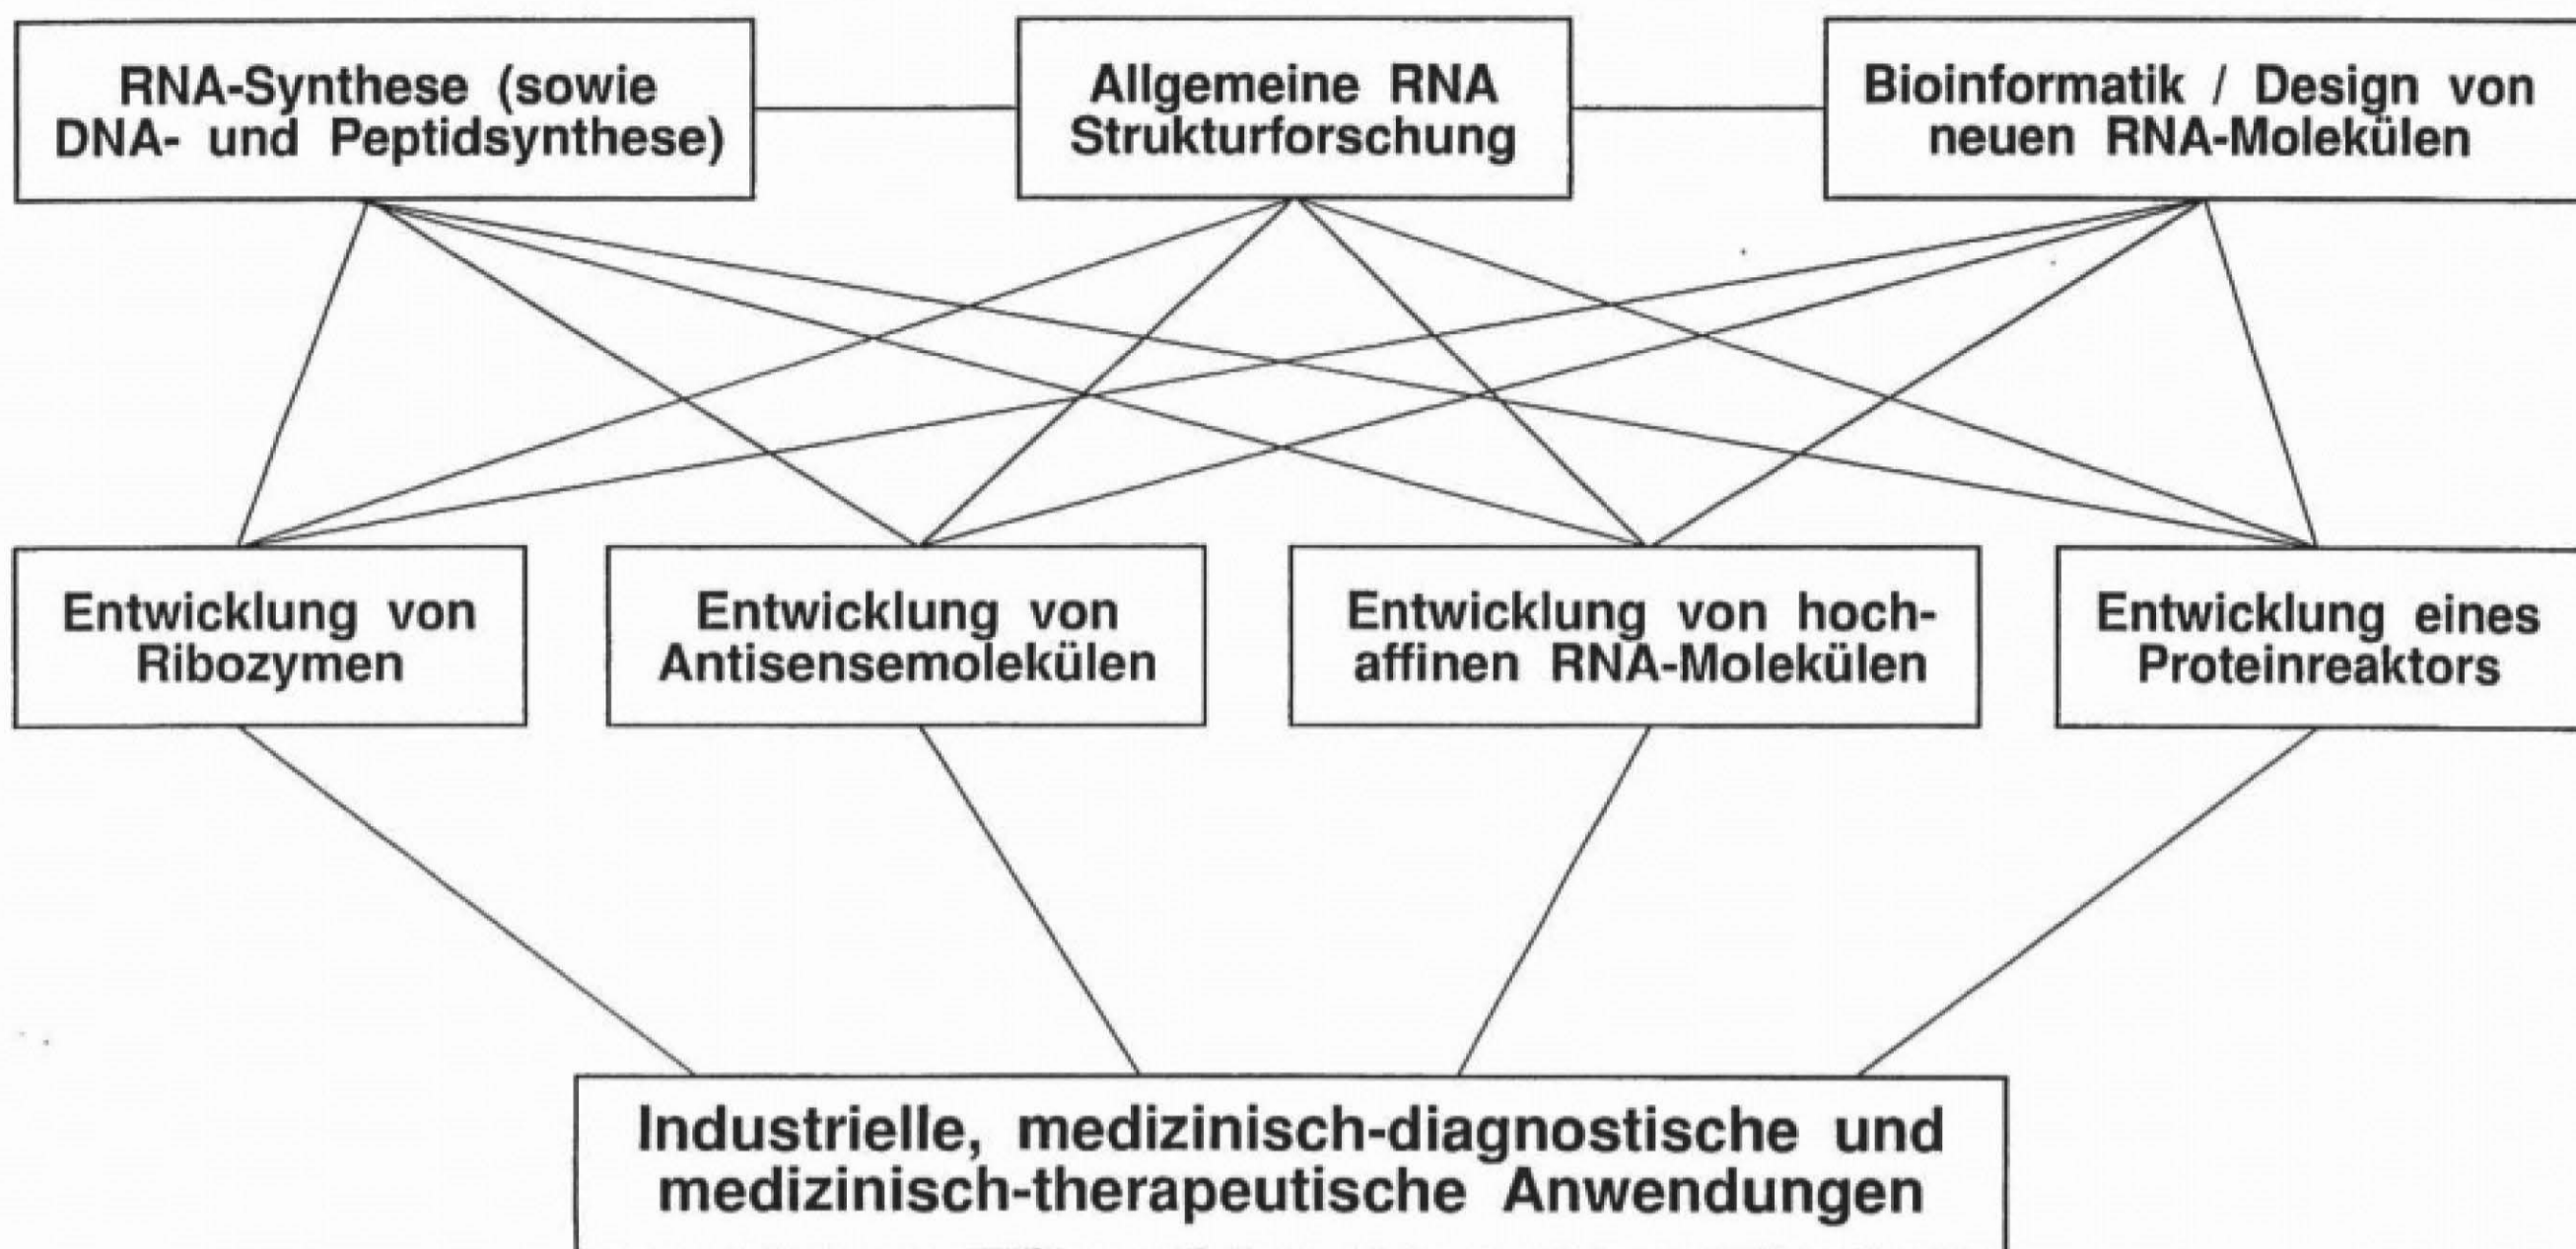 RNA-Synthese (sowie
DNA- und Peptidsynthese)
Allgemeine RNA
Strukturforschung
Bioinformatik / Design von
neuen RNA-Molekülen
Entwicklung von
Ribozymen
Entwicklung von
Antisensemolekülen
Entwicklung von hoch-
affinen RNA-Molekülen
Entwicklung eines
Proteinreaktors
Industrielle, medizinisch-diagnostische und
medizinisch-therapeutische Anwendungen